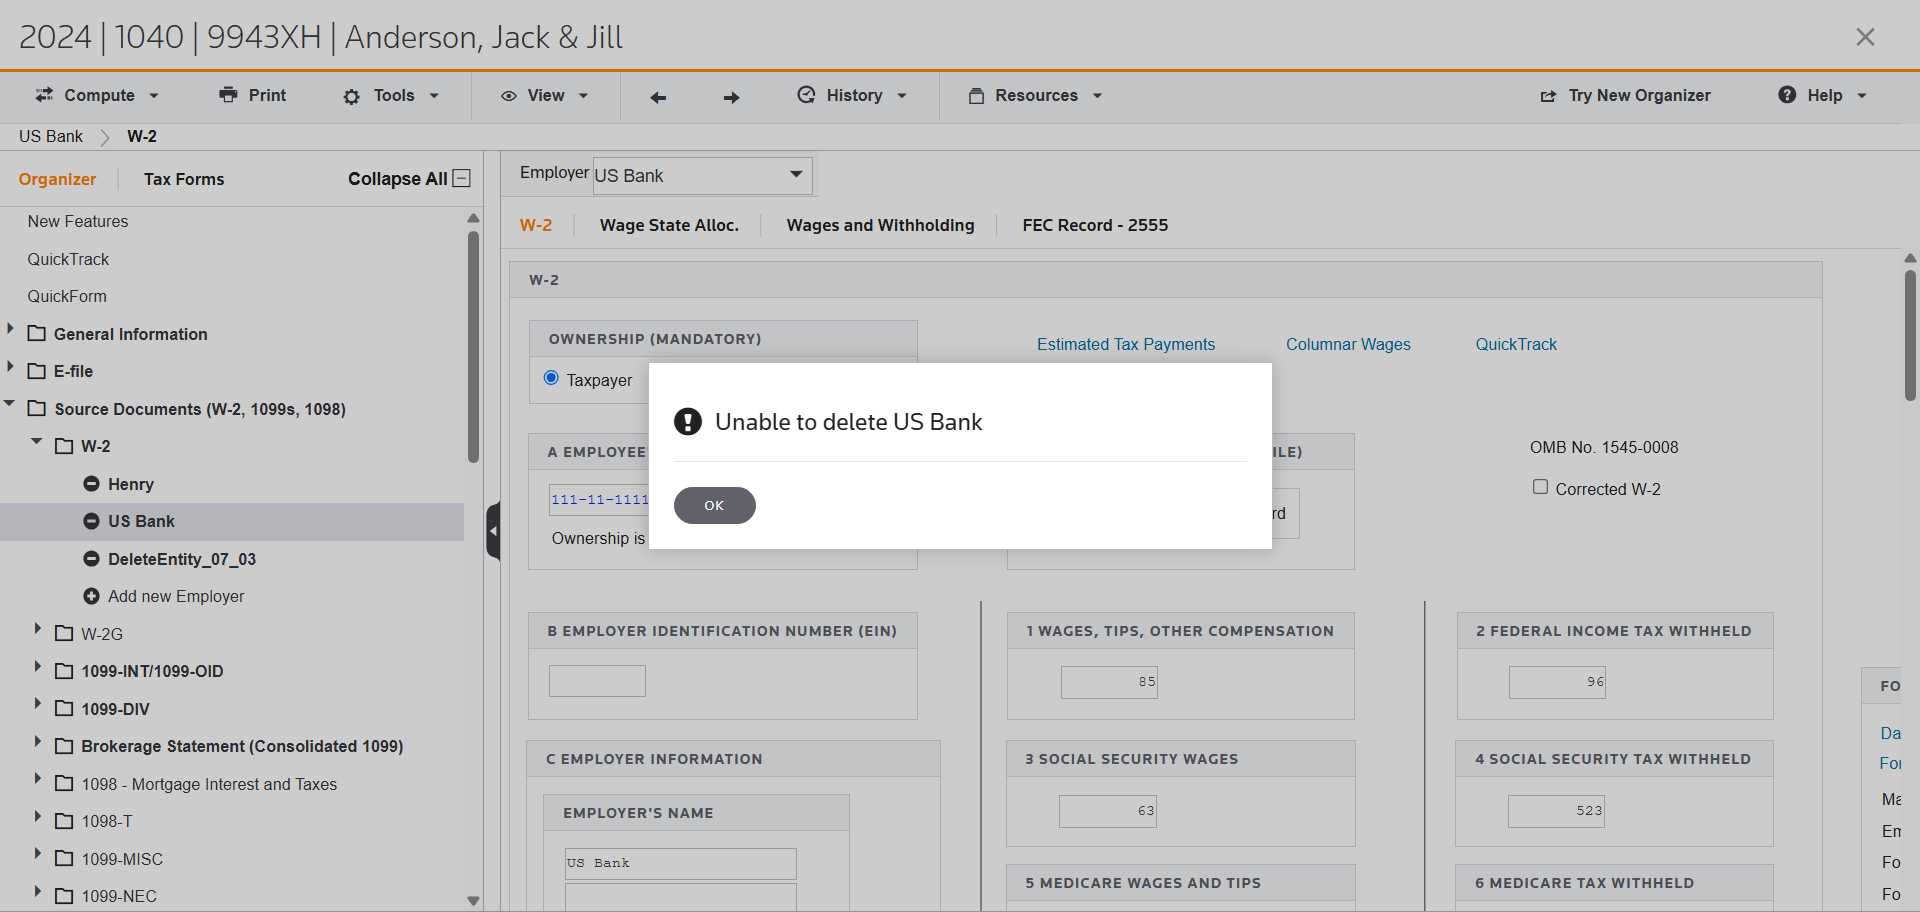 2024 | 1040 | 9943XH | Anderson, Jack & Jill
Compute
Print
Tools
View
History
Resources
Try New Organizer
Help
US Bank
W-2
Organizer
Tax Forms
Collapse All
New Features
QuickTrack
QuickForm
General Information
E-file
Source Documents (W-2, 1099s, 1098)
W-2
Henry
US Bank
DeleteEntity_07_03
Add new Employer
W-2G
1099-INT/1099-OID
1099-DIV
Brokerage Statement (Consolidated 1099)
1098 - Mortgage Interest and Taxes
1098-T
1099-MISC
1099-NEC
Employer US Bank
W-2
Wage State Alloc.
Wages and Withholding
FEC Record - 2555
W-2
OWNERSHIP (MANDATORY)
Taxpayer
Estimated Tax Payments
Columnar Wages
QuickTrack
Unable to delete US Bank
OK
A EMPLOYEE
111-11-1111
Ownership is
ILE)
rd
OMB No. 1545-0008
Corrected W-2
B EMPLOYER IDENTIFICATION NUMBER (EIN)
1 WAGES, TIPS, OTHER COMPENSATION
85
2 FEDERAL INCOME TAX WITHHELD
96
C EMPLOYER INFORMATION
EMPLOYER'S NAME
US Bank
3 SOCIAL SECURITY WAGES
63
4 SOCIAL SECURITY TAX WITHHELD
523
5 MEDICARE WAGES AND TIPS
6 MEDICARE TAX WITHHELD
FO
Da
For
Ma
Em
Fo
Fo